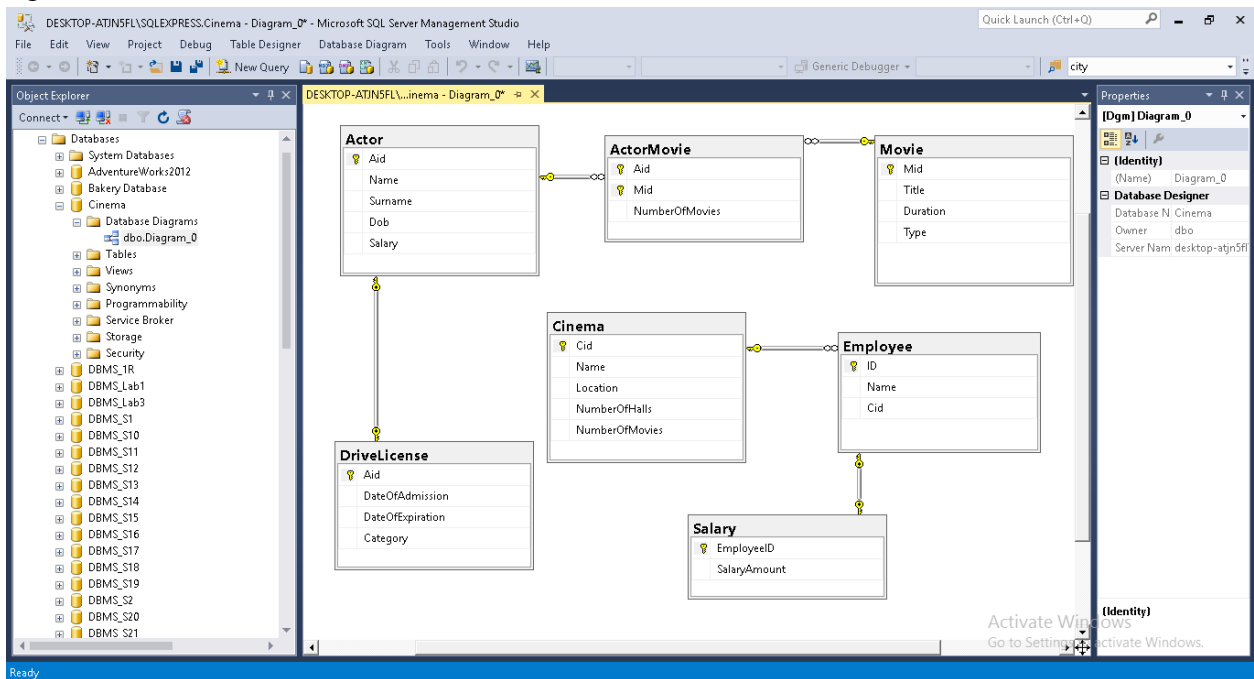 DESKTOP-ATJN5FL\SQLEXPRESS.Cinema - Diagram_0* - Microsoft SQL Server Management Studio
Quick Launch (Ctrl+Q)
File Edit View Project Debug Table Designer Database Diagram Tools Window Help
New Query
Generic Debugger
city
Object Explorer
Connect
Databases
System Databases
AdventureWorks2012
Bakery Database
Cinema
Database Diagrams
dbo.Diagram_0
Tables
Views
Synonyms
Programmability
Service Broker
Storage
Security
DBMS_1R
DBMS_Lab1
DBMS_Lab3
DBMS_S1
DBMS_S10
DBMS_S11
DBMS_S12
DBMS_S13
DBMS_S14
DBMS_S15
DBMS_S16
DBMS_S17
DBMS_S18
DBMS_S19
DBMS_S2
DBMS_S20
DBMS_S21
DESKTOP-ATJN5FL\...inema - Diagram_0*
Actor
Aid
Name
Surname
Dob
Salary
ActorMovie
Aid
Mid
NumberOfMovies
Movie
Mid
Title
Duration
Type
Cinema
Cid
Name
Location
NumberOfHalls
NumberOfMovies
Employee
ID
Name
Cid
DriveLicense
Aid
DateOfAdmission
DateOfExpiration
Category
Salary
EmployeeID
SalaryAmount
Properties
[Dgm] Diagram_0
(Identity)
(Name) Diagram_0
Database Designer
Database N Cinema
Owner dbo
Server Nam desktop-atjn5fl
(Identity)
Activate Windows
Go to Settings activate Windows.
Ready